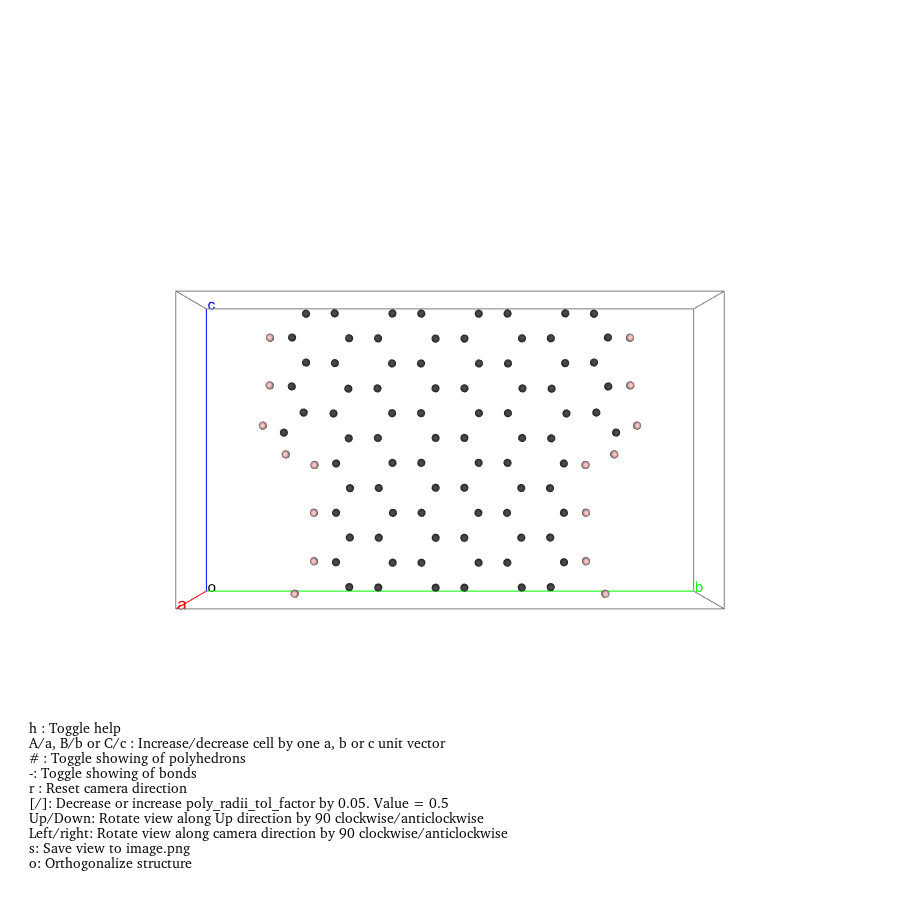 c
o
b
a
h : Toggle help
A/a, B/b or C/c : Increase/decrease cell by one a, b or c unit vector
# : Toggle showing of polyhedrons
-: Toggle showing of bonds
r : Reset camera direction
[/]: Decrease or increase poly_radii_tol_factor by 0.05. Value = 0.5
Up/Down: Rotate view along Up direction by 90 clockwise/anticlockwise
Left/right: Rotate view along camera direction by 90 clockwise/anticlockwise
s: Save view to image.png
o: Orthogonalize structure